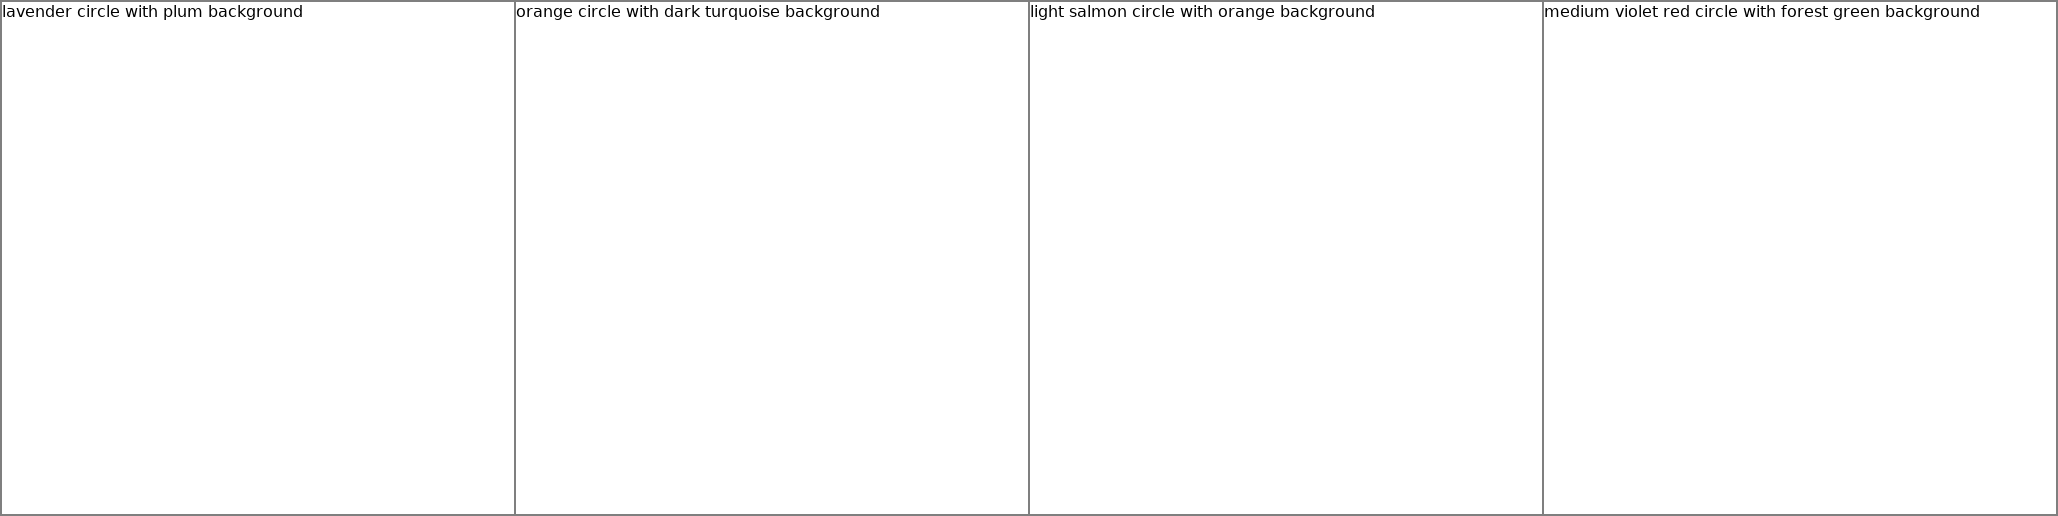 lavender circle with plum background
orange circle with dark turquoise background
light salmon circle with orange background
medium violet red circle with forest green background